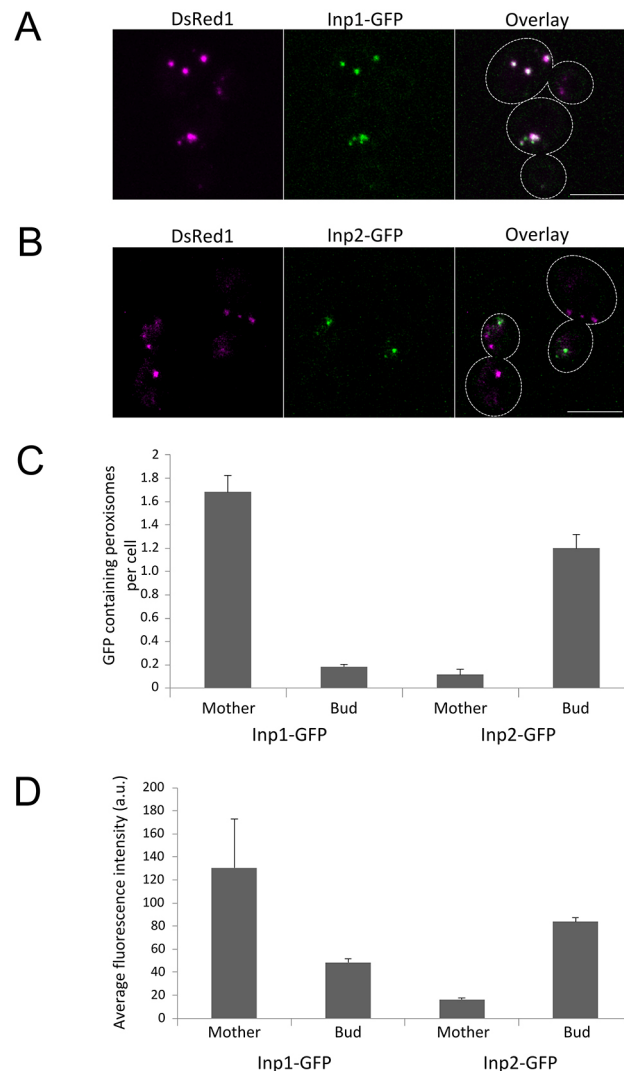 A
DsRed1 Inp1-GFP Overlay
B
DsRed1 Inp2-GFP Overlay
C
GFP containing peroxisomes
per cell
2
1.8
1.6
1.4
1.2
1.0
0.8
0.6
0.4
0.2
0
Mother Bud Mother Bud
Inp1-GFP Inp2-GFP
D
Average fluorescence intensity (a.u.)
200
180
160
140
120
100
80
60
40
20
0
Mother Bud Mother Bud
Inp1-GFP Inp2-GFP